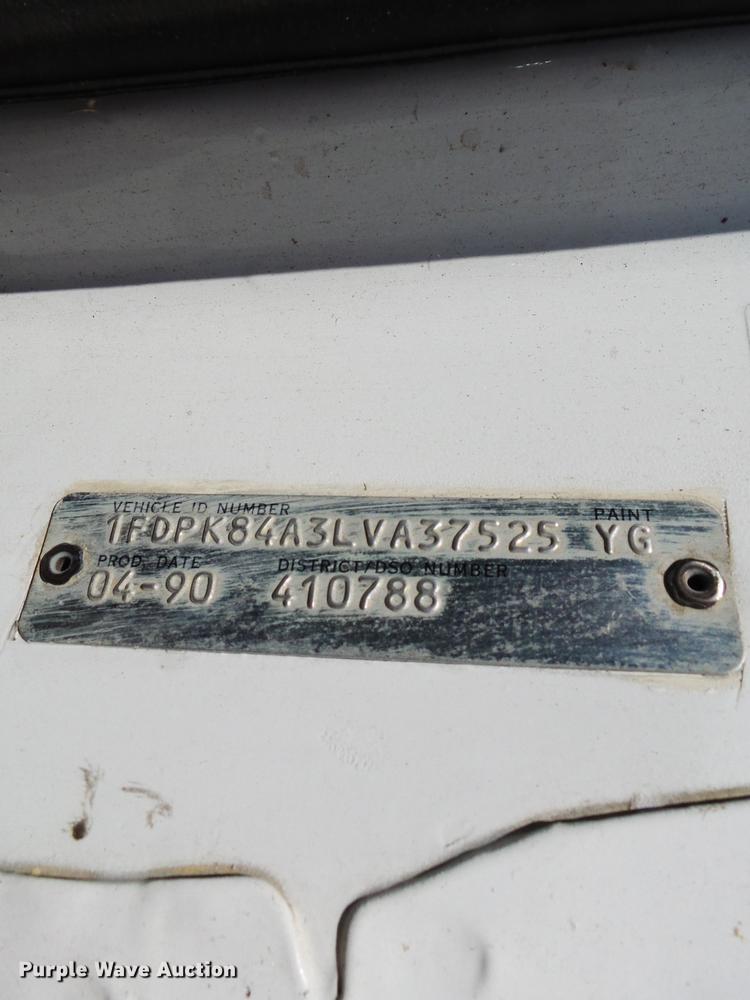 VEHICLE ID NUMBER PAINT
1FDPK84A3LVA37525 YG
PROD. DATE DISTRICT/DSO NUMBER
04-90 410788
Purple Wave Auction